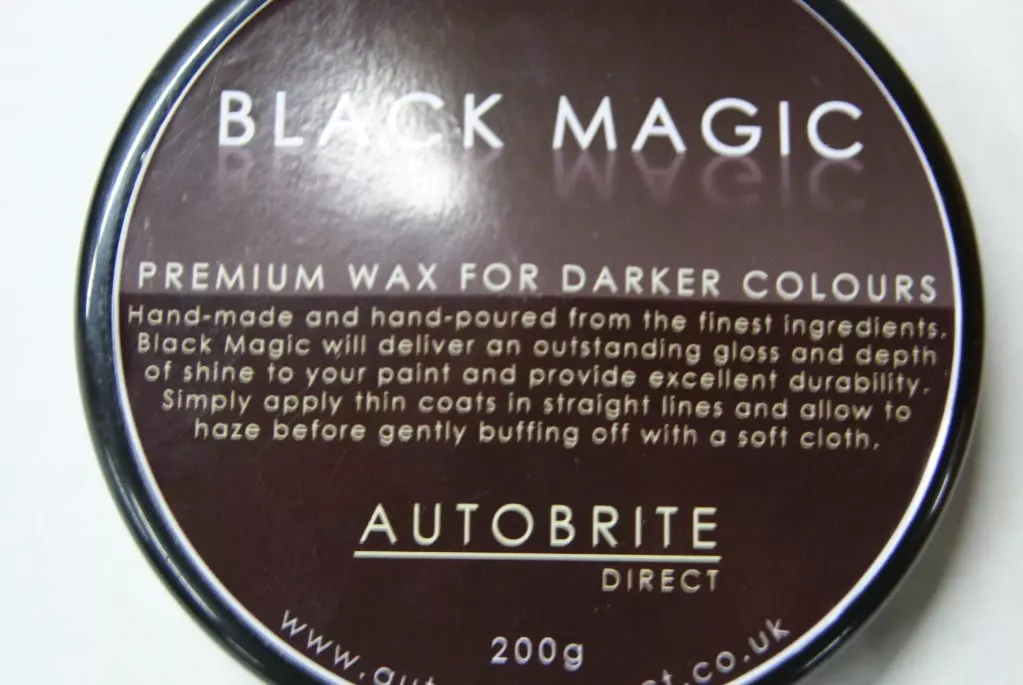 BLACK MAGIC
PREMIUM WAX FOR DARKER COLOURS
Hand-made and hand-poured from the finest ingredients.
Black Magic will deliver an outstanding gloss and depth
of shine to your paint and provide excellent durability.
Simply apply thin coats in straight lines and allow to
haze before gently buffing off with a soft cloth.
AUTOBRITE
DIRECT
200g